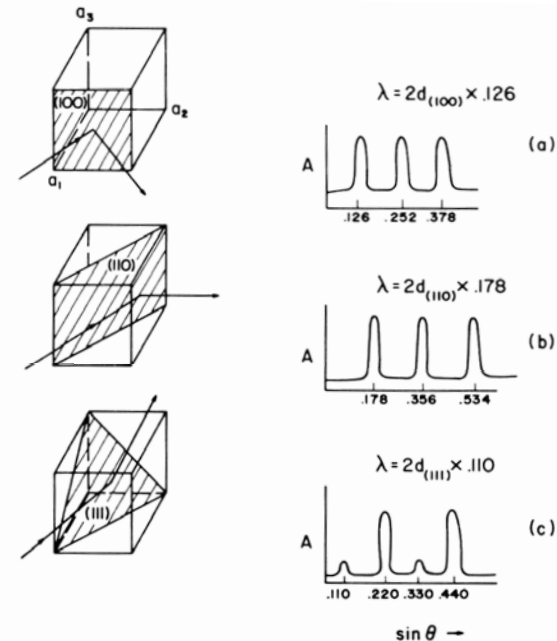 a₃
(100)
a₂
a₁
λ = 2d(100) × .126
(a)
A
.126 .252 .378
(110)
λ = 2d(110) × .178
(b)
A
.178 .356 .534
(111)
λ = 2d(111) × .110
(c)
A
.110 .220 .330 .440
sin θ →